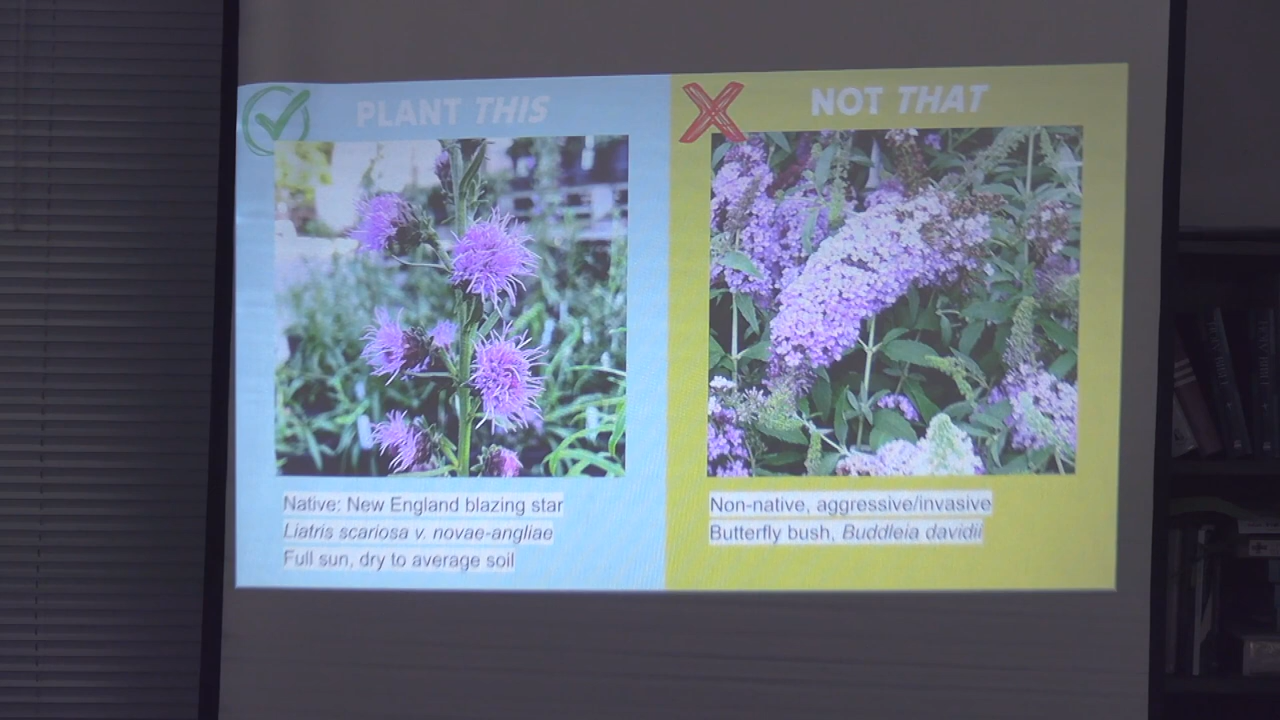 PLANT THIS
Native: New England blazing star
Liatris scariosa v. novae-angliae
Full sun, dry to average soil
NOT THAT
Non-native, aggressive/invasive
Butterfly bush, Buddleia davidii